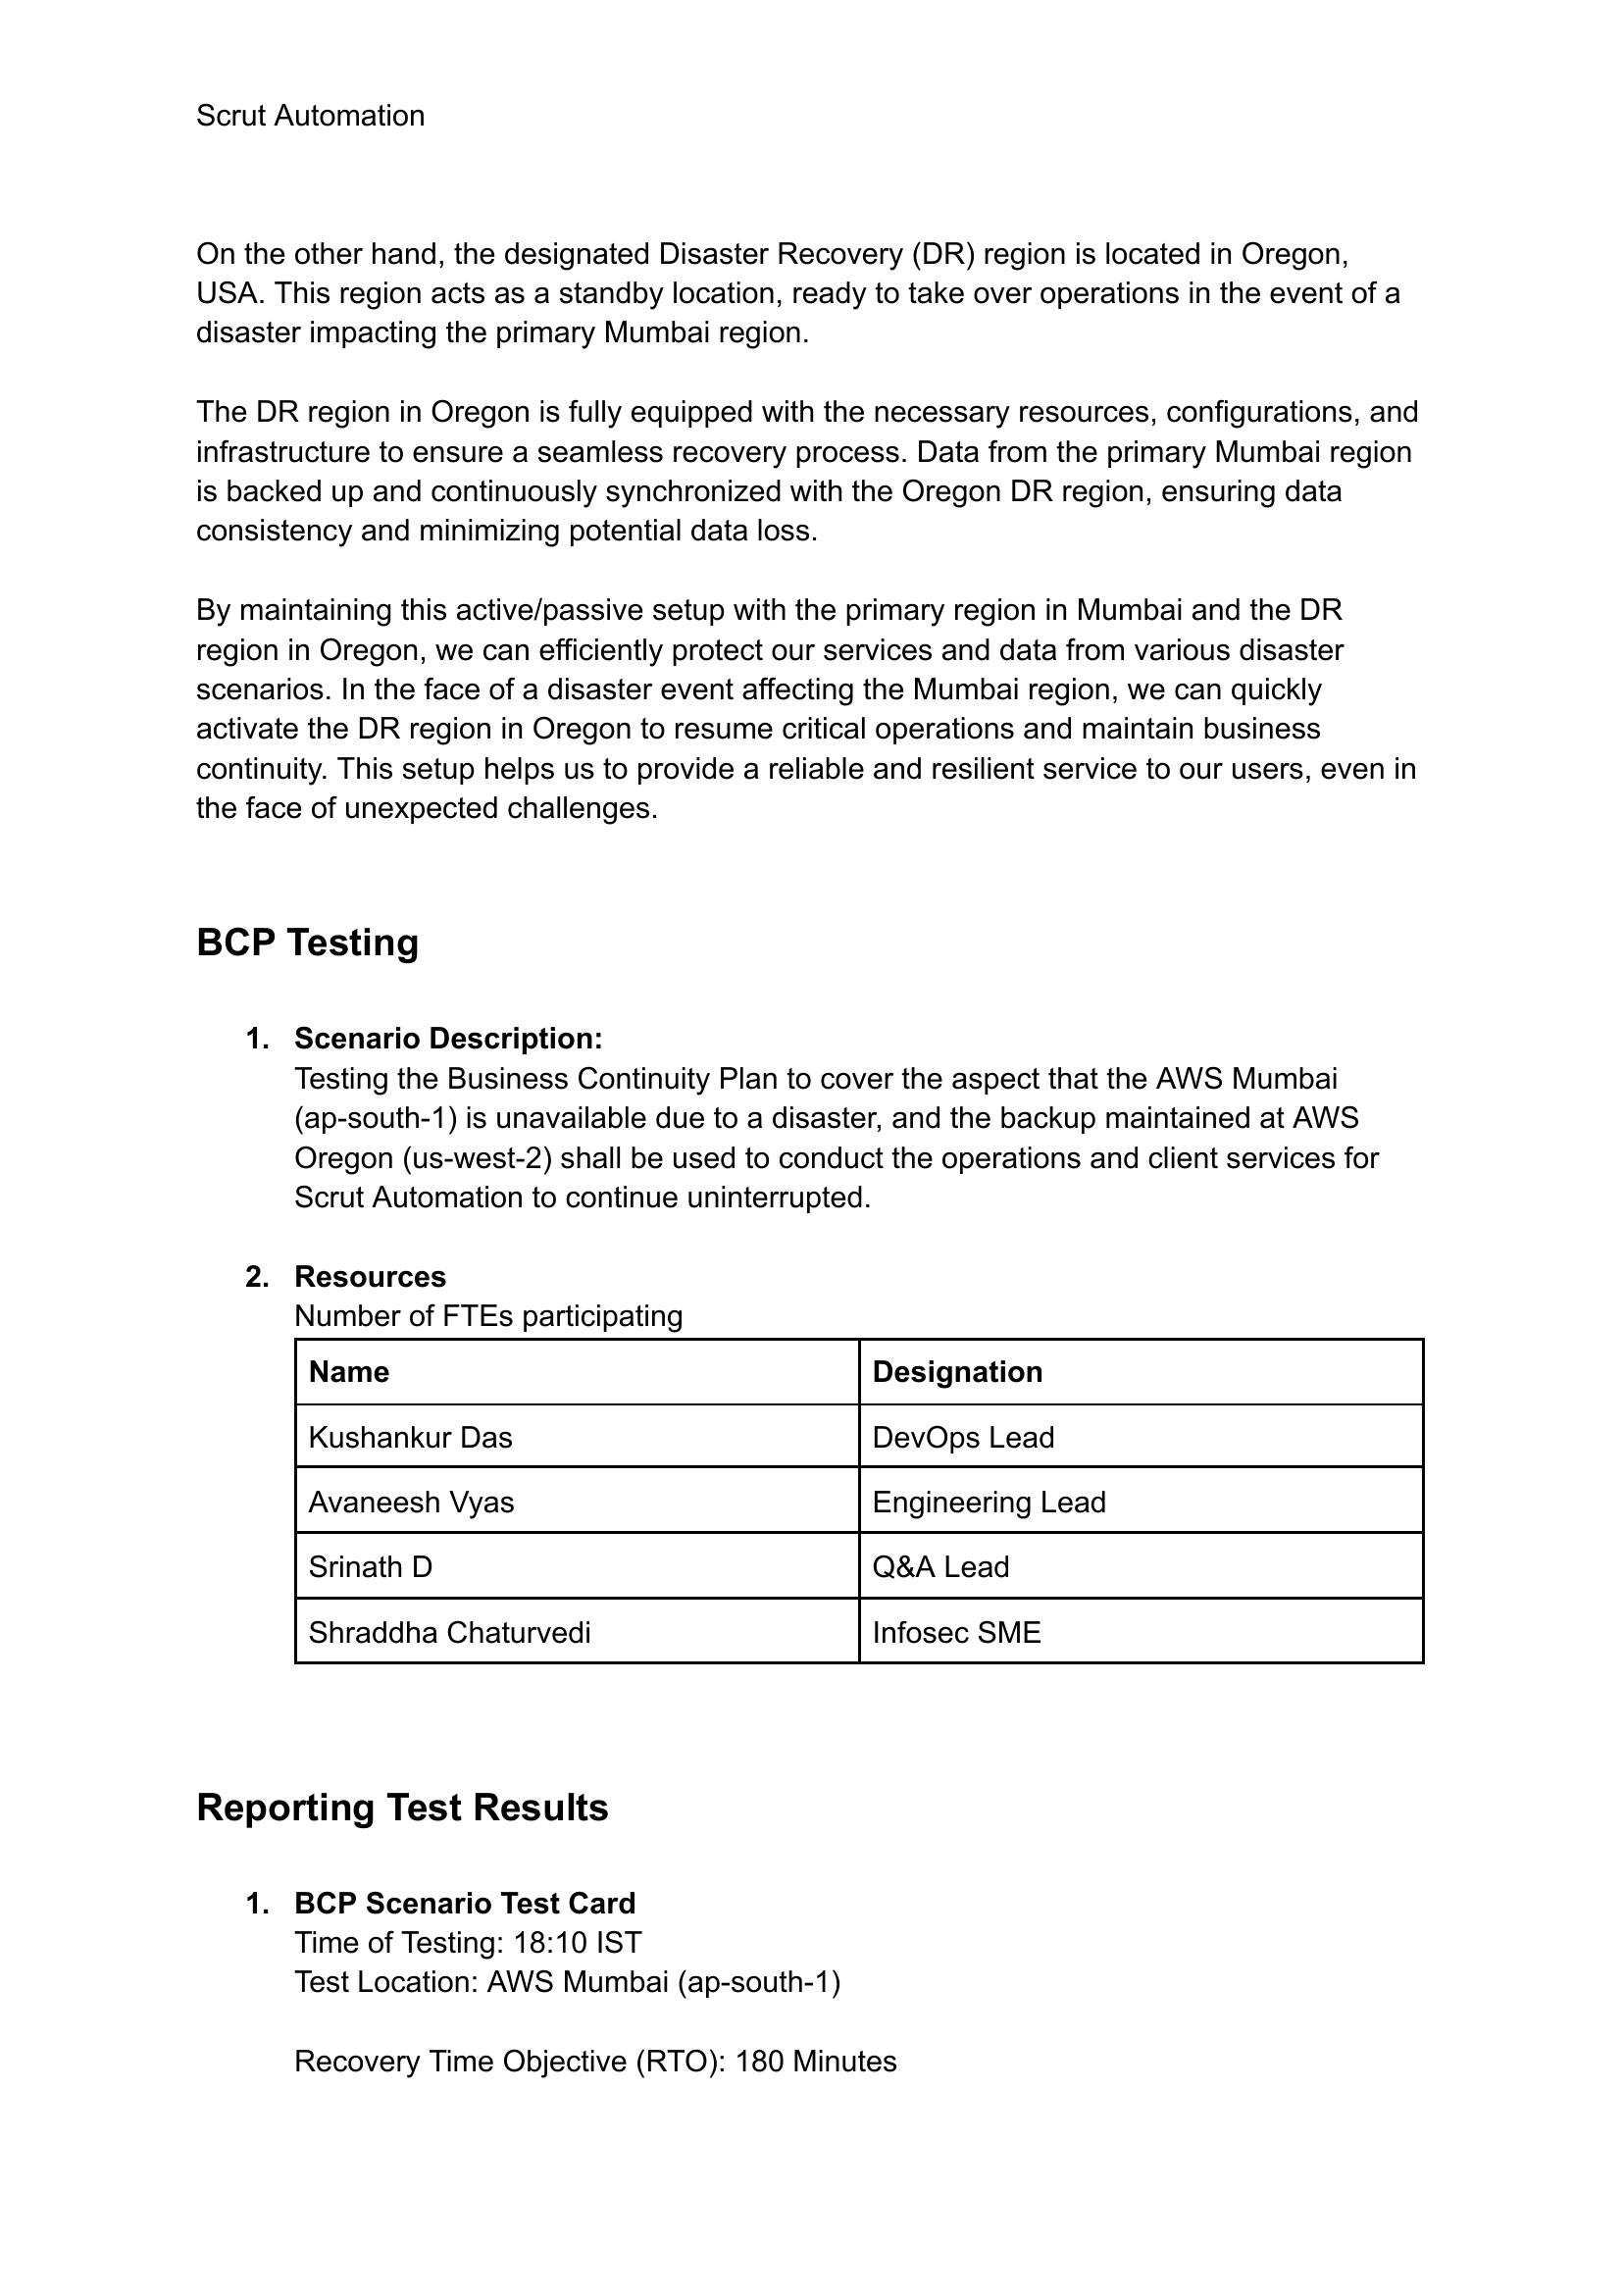 Scrut Automation
On the other hand, the designated Disaster Recovery (DR) region is located in Oregon,
USA. This region acts as a standby location, ready to take over operations in the event of a
disaster impacting the primary Mumbai region.
The DR region in Oregon is fully equipped with the necessary resources, configurations, and
infrastructure to ensure a seamless recovery process. Data from the primary Mumbai region
is backed up and continuously synchronized with the Oregon DR region, ensuring data
consistency and minimizing potential data loss.
By maintaining this active/passive setup with the primary region in Mumbai and the DR
region in Oregon, we can efficiently protect our services and data from various disaster
scenarios. In the face of a disaster event affecting the Mumbai region, we can quickly
activate the DR region in Oregon to resume critical operations and maintain business
continuity. This setup helps us to provide a reliable and resilient service to our users, even in
the face of unexpected challenges.
BCP Testing
1. Scenario Description:
Testing the Business Continuity Plan to cover the aspect that the AWS Mumbai
(ap-south-1) is unavailable due to a disaster, and the backup maintained at AWS
Oregon (us-west-2) shall be used to conduct the operations and client services for
Scrut Automation to continue uninterrupted.
2. Resources
Number of FTEs participating
Name Designation
Kushankur Das DevOps Lead
Avaneesh Vyas Engineering Lead
Srinath D Q&A Lead
Shraddha Chaturvedi Infosec SME
Reporting Test Results
1. BCP Scenario Test Card
Time of Testing: 18:10 IST
Test Location: AWS Mumbai (ap-south-1)
Recovery Time Objective (RTO): 180 Minutes